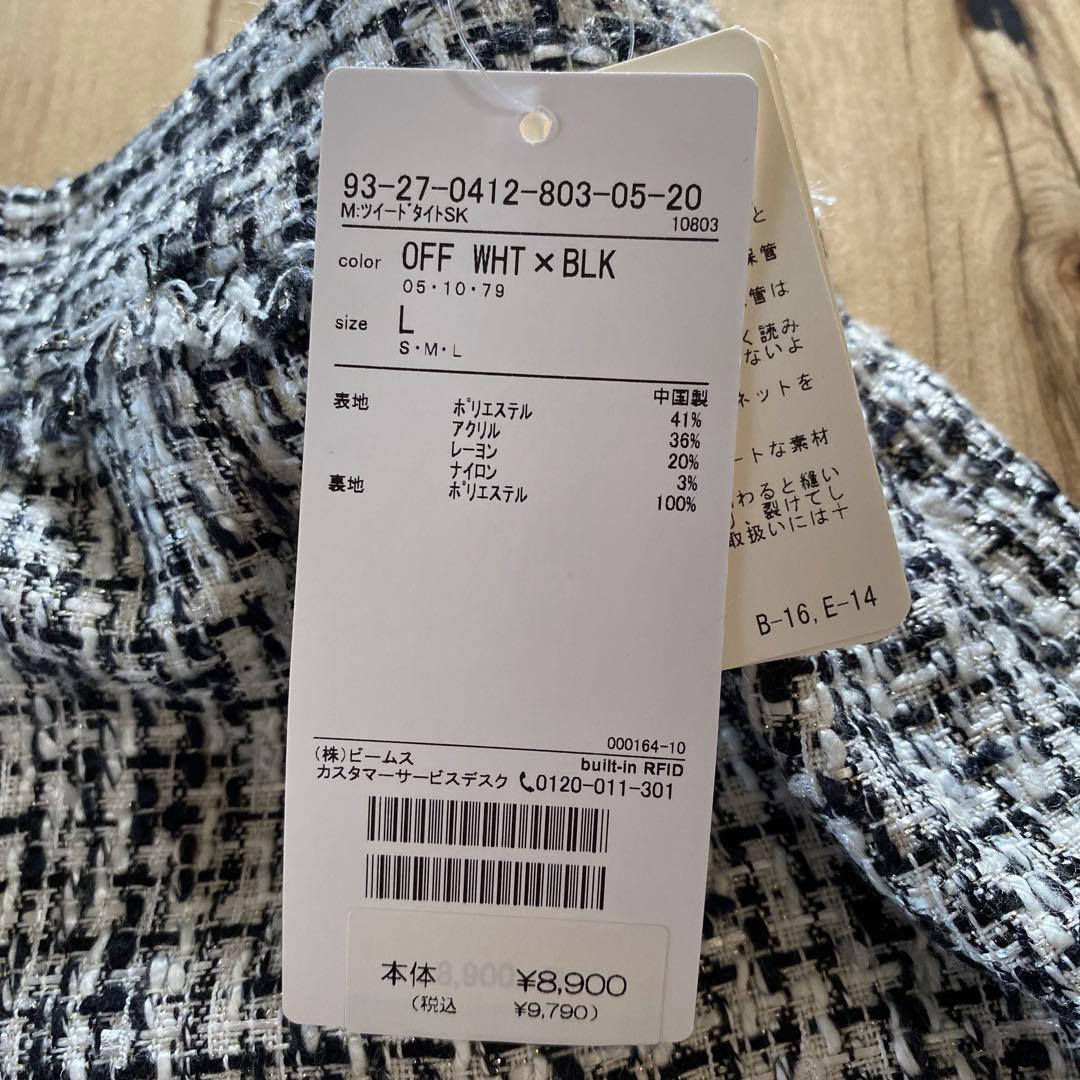 93-27-0412-803-05-20
M:ツイードタイトSK
10803
color OFF WHT×BLK
05・10・79
size L
S・M・L
中国製
表地 ポリエステル 41%
アクリル 36%
レーヨン 20%
ナイロン 3%
裏地 ポリエステル 100%
000164-10
(株)ビームス built-in RFID
カスタマーサービスデスク 0120-011-301
本体 ¥8,900
(税込 ¥9,790)
と
保管
管は
く読み
ないよ
ネットを
ートな素材
わると縫い
、裂けてし
取扱いには十
B-16,E-14